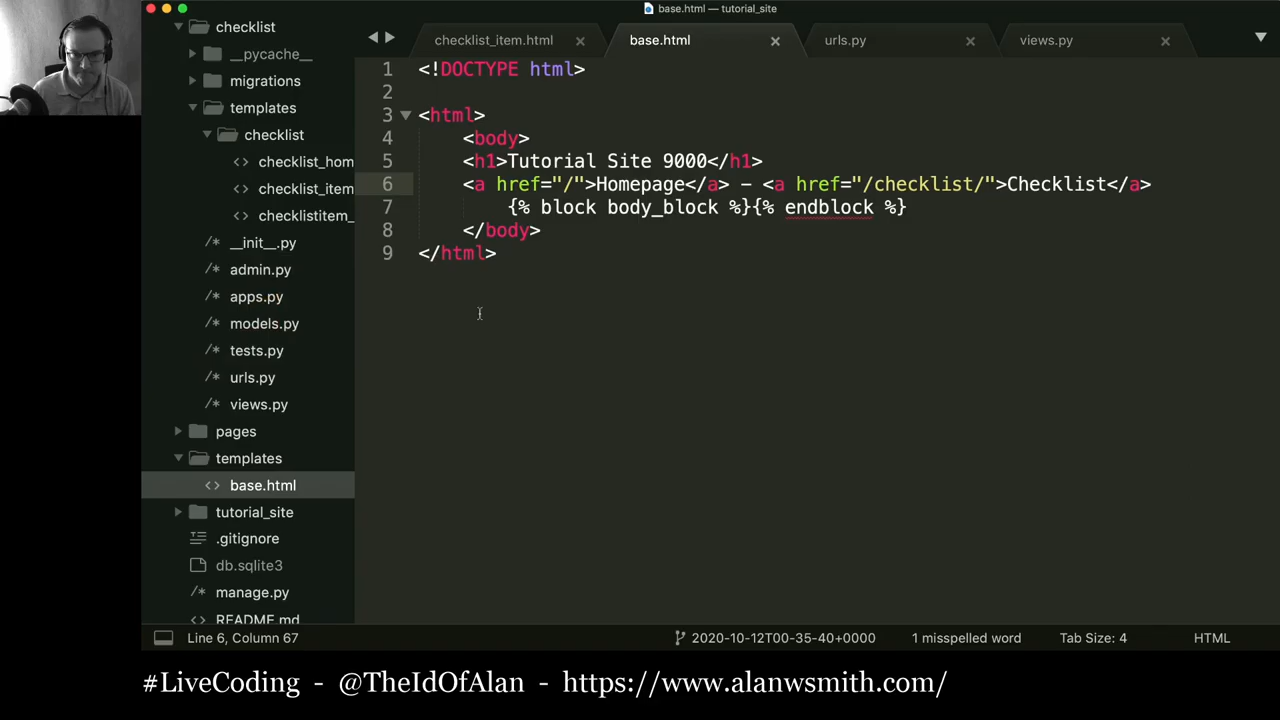 base.html — tutorial_site
checklist
__pycache__
migrations
templates
checklist
checklist_hom
checklist_item
checklistitem_
__init__.py
admin.py
apps.py
models.py
tests.py
urls.py
views.py
pages
templates
base.html
tutorial_site
.gitignore
db.sqlite3
manage.py
README.md
checklist_item.html
base.html
urls.py
views.py
1 <!DOCTYPE html>
2
3 <html>
4 <body>
5 <h1>Tutorial Site 9000</h1>
6 <a href="/">Homepage</a> - <a href="/checklist/">Checklist</a>
7 {% block body_block %}{% endblock %}
8 </body>
9 </html>
Line 6, Column 67
2020-10-12T00-35-40+0000
1 misspelled word
Tab Size: 4
HTML
#LiveCoding - @TheIdOfAlan - https://www.alanwsmith.com/